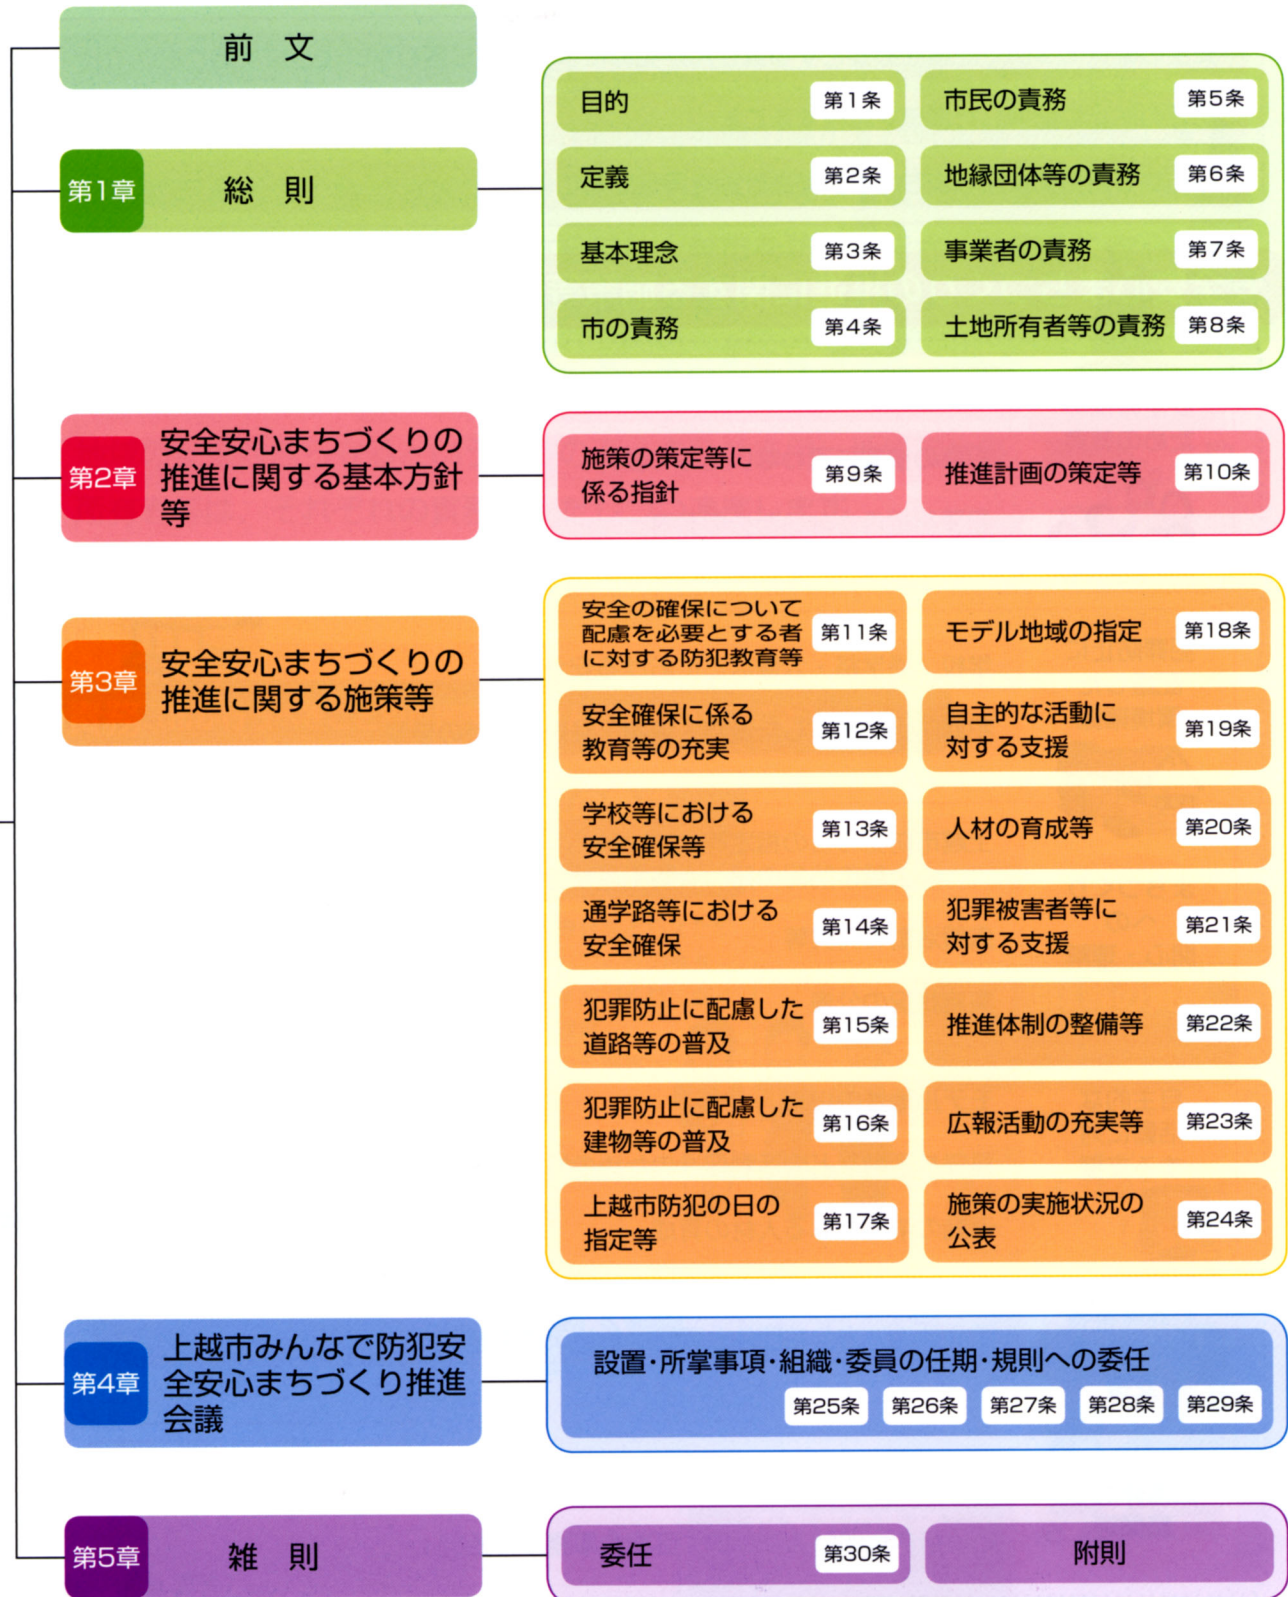 前 文
第1章
総 則
目的
第1条
市民の責務
第5条
定義
第2条
地縁団体等の責務
第6条
基本理念
第3条
事業者の責務
第7条
市の責務
第4条
土地所有者等の責務
第8条
第2章
安全安心まちづくりの
推進に関する基本方針
等
施策の策定等に
係る指針
第9条
推進計画の策定等
第10条
第3章
安全安心まちづくりの
推進に関する施策等
安全の確保について
配慮を必要とする者
に対する防犯教育等
第11条
モデル地域の指定
第18条
安全確保に係る
教育等の充実
第12条
自主的な活動に
対する支援
第19条
学校等における
安全確保等
第13条
人材の育成等
第20条
通学路等における
安全確保
第14条
犯罪被害者等に
対する支援
第21条
犯罪防止に配慮した
道路等の普及
第15条
推進体制の整備等
第22条
犯罪防止に配慮した
建物等の普及
第16条
広報活動の充実等
第23条
上越市防犯の日の
指定等
第17条
施策の実施状況の
公表
第24条
第4章
上越市みんなで防犯安
全安心まちづくり推進
会議
設置・所掌事項・組織・委員の任期・規則への委任
第25条 第26条 第27条 第28条 第29条
第5章
雑 則
委任
第30条
附則